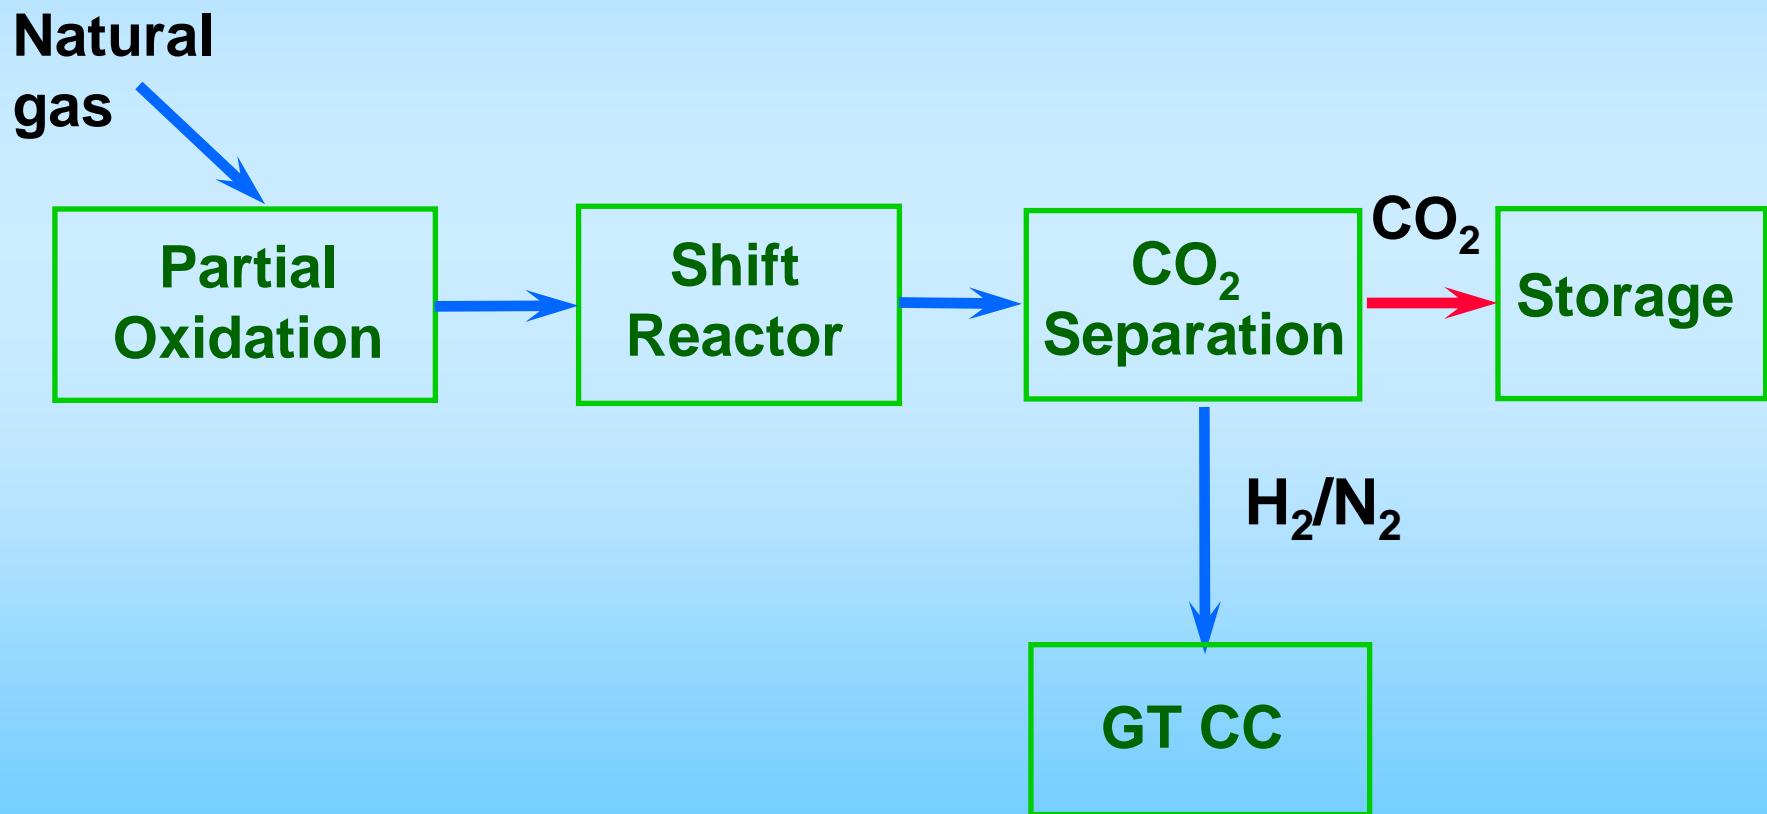 Natural
gas
Partial
Oxidation
Shift
Reactor
CO₂
Separation
CO₂
Storage
H₂/N₂
GT CC